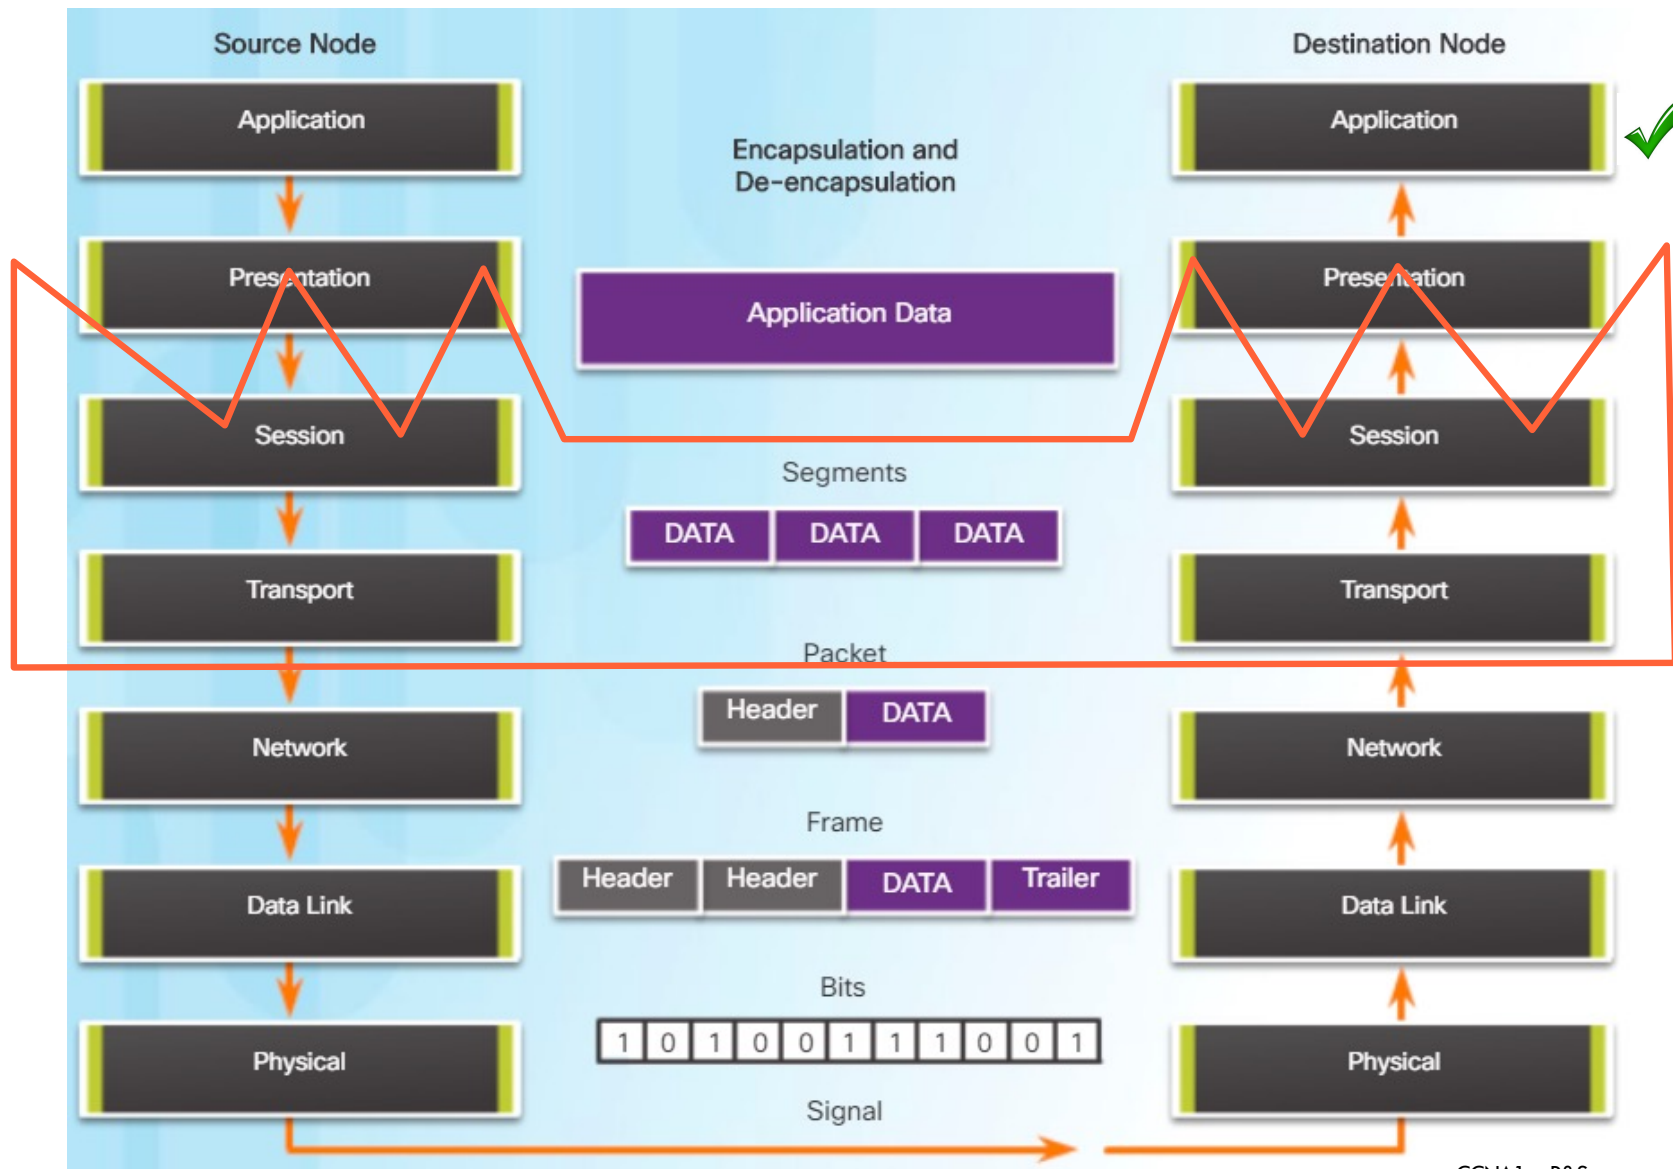 Source Node
Application
Presentation
Session
Transport
Network
Data Link
Physical
Encapsulation and
De-encapsulation
Application Data
Segments
DATA DATA DATA
Packet
Header DATA
Frame
Header Header DATA Trailer
Bits
1 0 1 0 0 1 1 1 0 0 1
Signal
Destination Node
Application
Presentation
Session
Transport
Network
Data Link
Physical